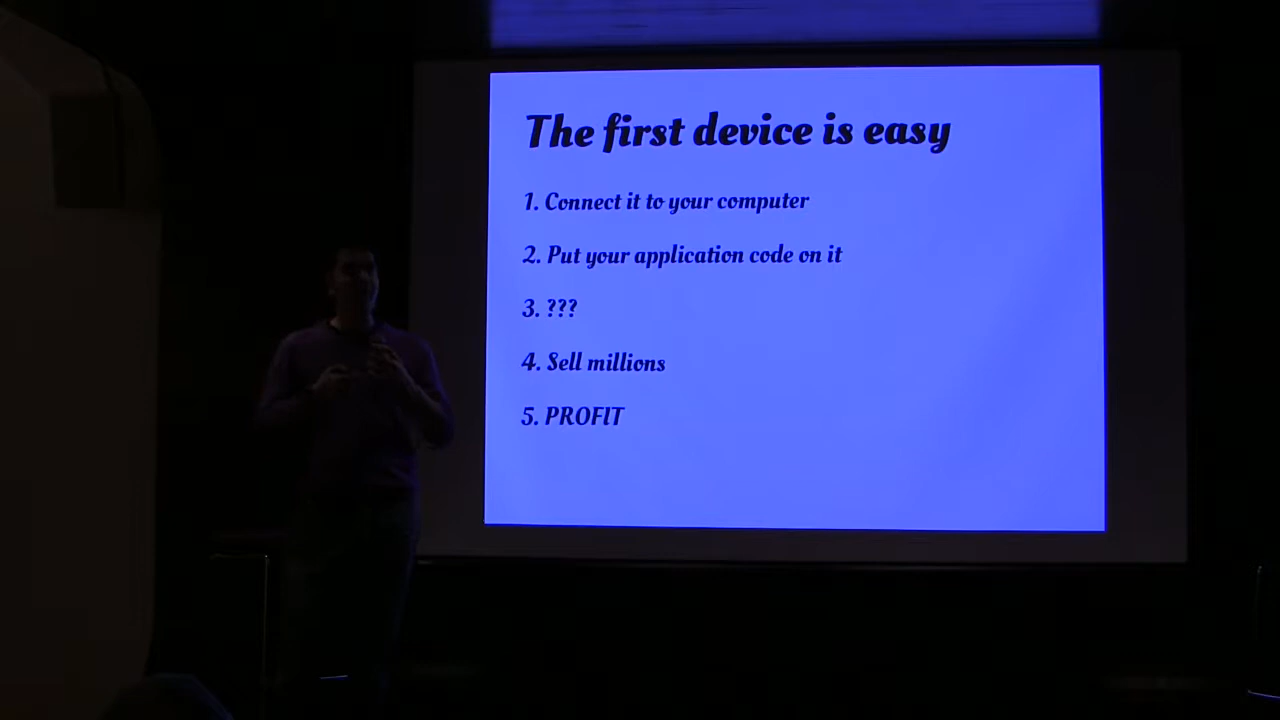 The first device is easy
1. Connect it to your computer
2. Put your application code on it
3. ???
4. Sell millions
5. PROFIT